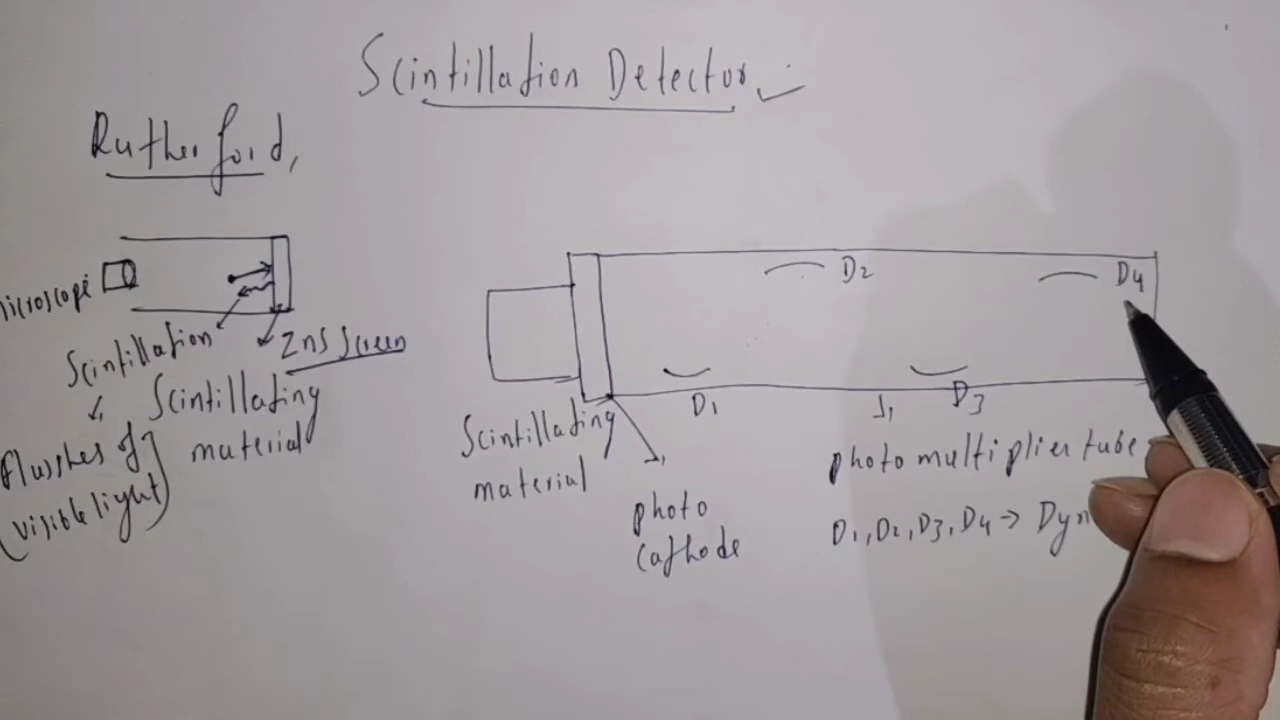 Scintillation Detector
Rutherford,
Microscope
Scintillation
ZnS Screen
Scintillating
material
flasshes of
(visible light)
D2
D4
D1
D3
Scintillating
material
photo
cathode
photo multiplier tube
D1, D2, D3, D4 → Dyn